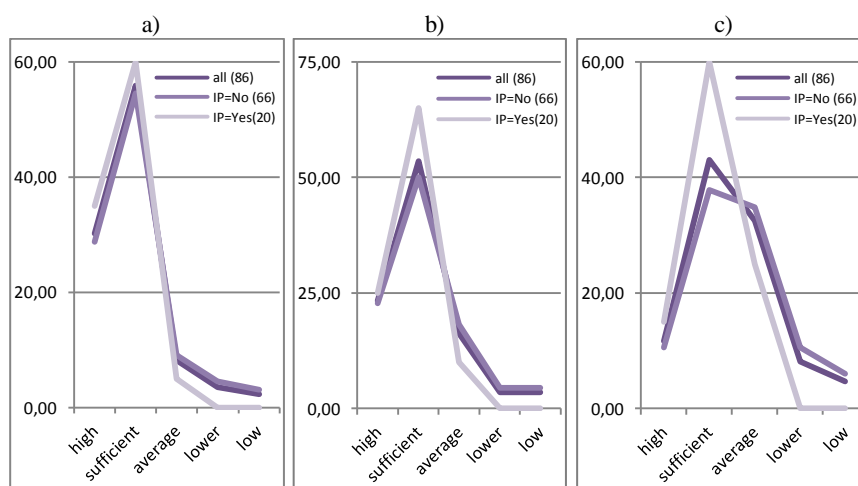 a)
60,00
40,00
20,00
0,00
all (86)
IP=No (66)
IP=Yes(20)
high
sufficient
average
lower
low
b)
75,00
50,00
25,00
0,00
all (86)
IP=No (66)
IP=Yes(20)
high
sufficient
average
lower
low
c)
60,00
40,00
20,00
0,00
all (86)
IP=No (66)
IP=Yes(20)
high
sufficient
average
lower
low